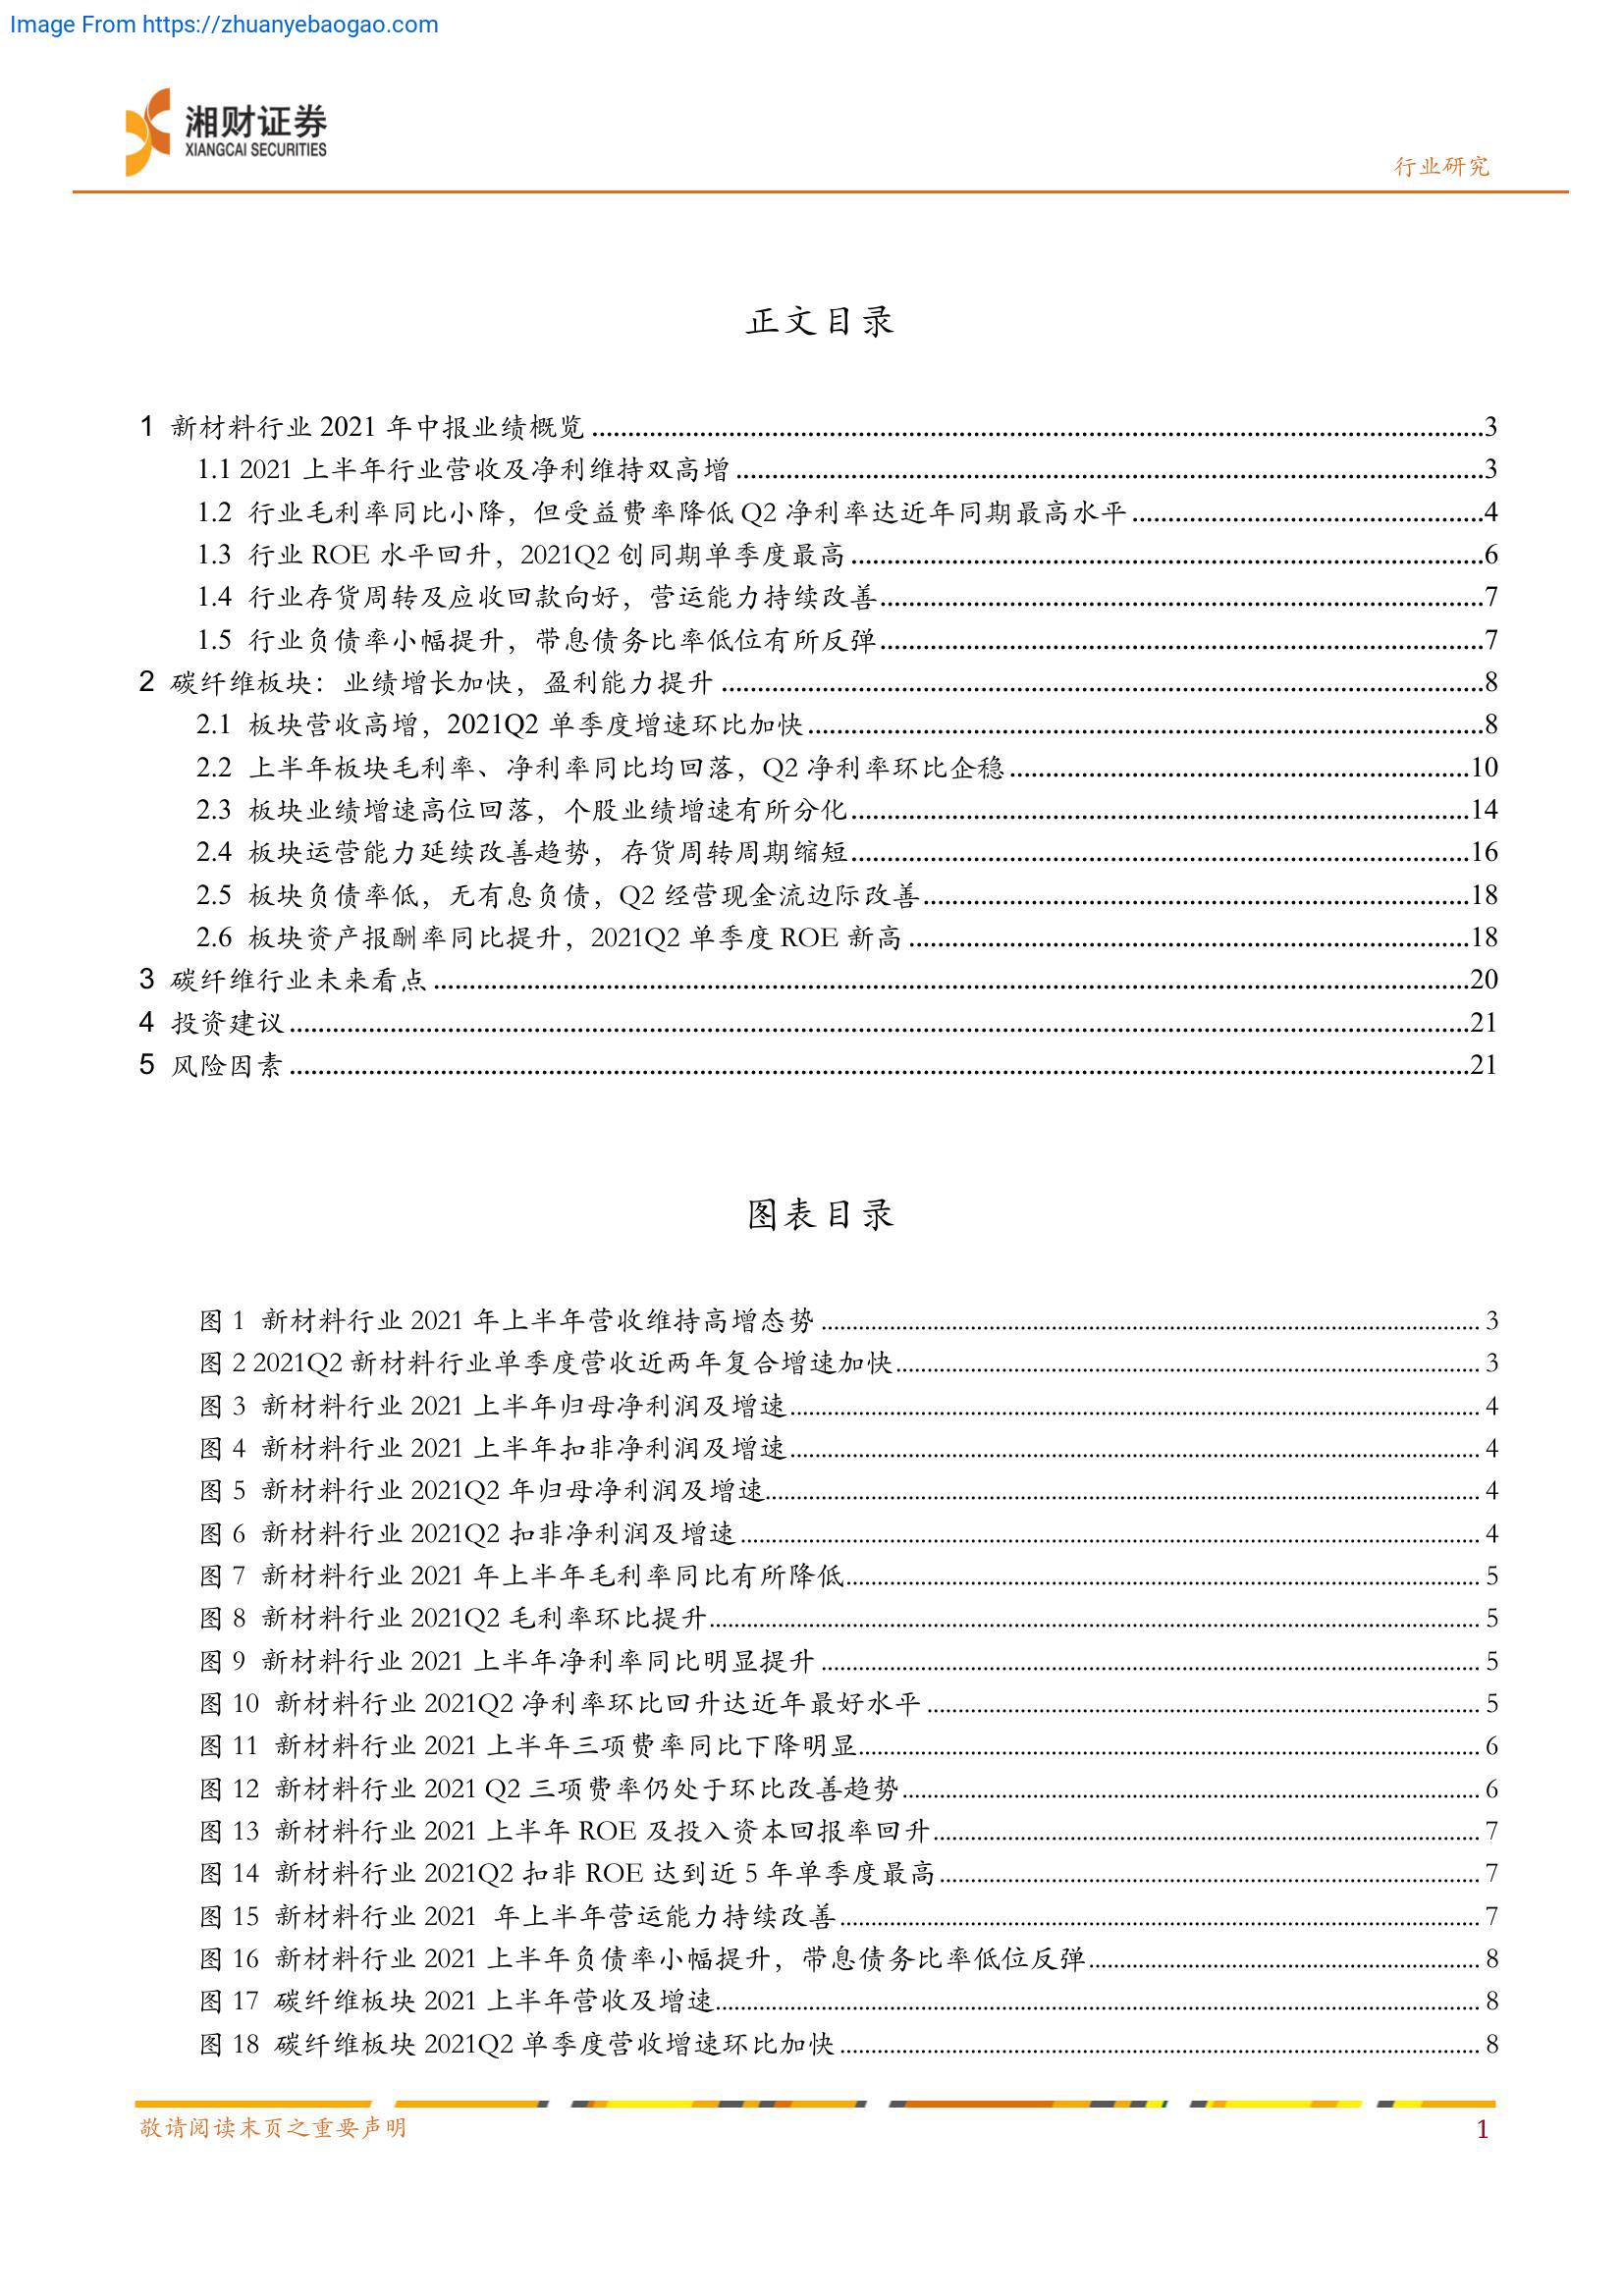 Image From https://zhuanyebaogao.com
湘财证券
XIANGCAI SECURITIES
行业研究
正文目录
1 新材料行业 2021 年中报业绩概览 ........ 3
1.1 2021 上半年行业营收及净利维持双高增 ........ 3
1.2 行业毛利率同比小降，但受益费率降低 Q2 净利率达近年同期最高水平 ........ 4
1.3 行业 ROE 水平回升，2021Q2 创同期单季度最高 ........ 6
1.4 行业存货周转及应收回款向好，营运能力持续改善 ........ 7
1.5 行业负债率小幅提升，带息债务比率低位有所反弹 ........ 7
2 碳纤维板块：业绩增长加快，盈利能力提升 ........ 8
2.1 板块营收高增，2021Q2 单季度增速环比加快 ........ 8
2.2 上半年板块毛利率、净利率同比均回落，Q2 净利率环比企稳 ........ 10
2.3 板块业绩增速高位回落，个股业绩增速有所分化 ........ 14
2.4 板块运营能力延续改善趋势，存货周转周期缩短 ........ 16
2.5 板块负债率低，无有息负债，Q2 经营现金流边际改善 ........ 18
2.6 板块资产报酬率同比提升，2021Q2 单季度 ROE 新高 ........ 18
3 碳纤维行业未来看点 ........ 20
4 投资建议 ........ 21
5 风险因素 ........ 21
图表目录
图 1 新材料行业 2021 年上半年营收维持高增态势 ........ 3
图 2 2021Q2 新材料行业单季度营收近两年复合增速加快 ........ 3
图 3 新材料行业 2021 上半年归母净利润及增速 ........ 4
图 4 新材料行业 2021 上半年扣非净利润及增速 ........ 4
图 5 新材料行业 2021Q2 年归母净利润及增速 ........ 4
图 6 新材料行业 2021Q2 扣非净利润及增速 ........ 4
图 7 新材料行业 2021 年上半年毛利率同比有所降低 ........ 5
图 8 新材料行业 2021Q2 毛利率环比提升 ........ 5
图 9 新材料行业 2021 上半年净利率同比明显提升 ........ 5
图 10 新材料行业 2021Q2 净利率环比回升达近年最好水平 ........ 5
图 11 新材料行业 2021 上半年三项费率同比下降明显 ........ 6
图 12 新材料行业 2021 Q2 三项费率仍处于环比改善趋势 ........ 6
图 13 新材料行业 2021 上半年 ROE 及投入资本回报率回升 ........ 7
图 14 新材料行业 2021Q2 扣非 ROE 达到近 5 年单季度最高 ........ 7
图 15 新材料行业 2021 年上半年营运能力持续改善 ........ 7
图 16 新材料行业 2021 上半年负债率小幅提升，带息债务比率低位反弹 ........ 8
图 17 碳纤维板块 2021 上半年营收及增速 ........ 8
图 18 碳纤维板块 2021Q2 单季度营收增速环比加快 ........ 8
敬请阅读末页之重要声明
1